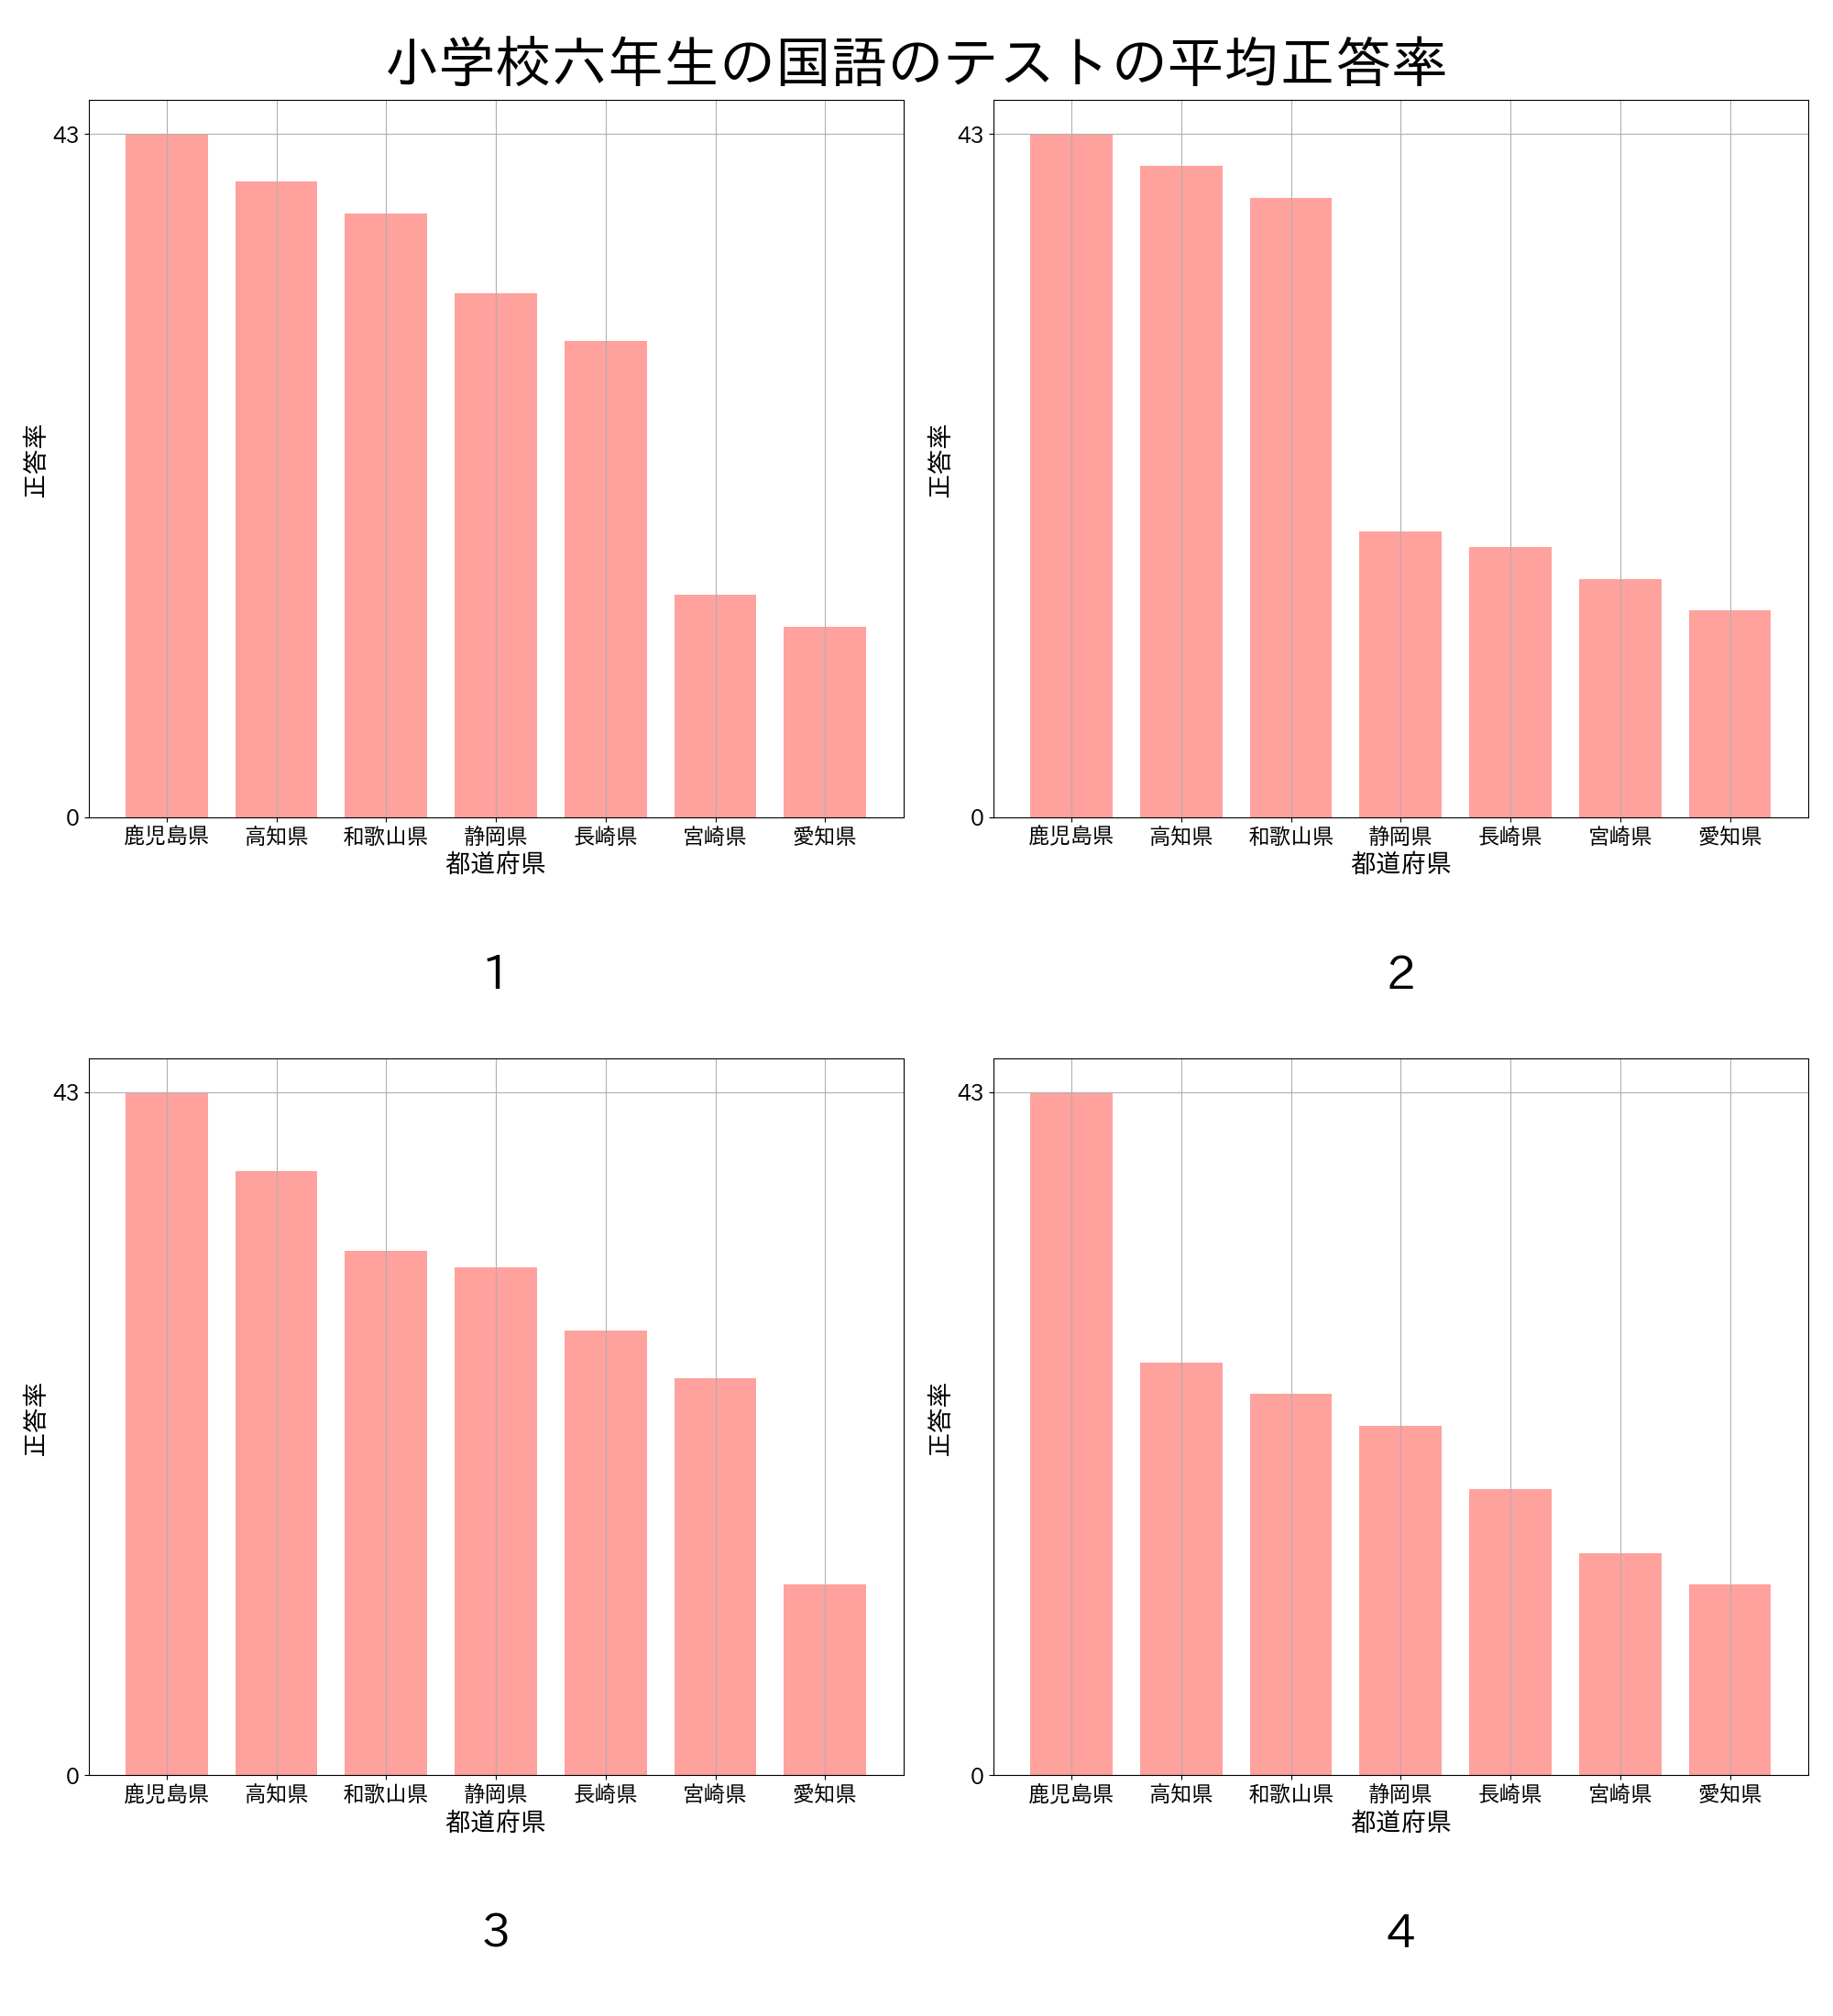 小学校六年生の国語のテストの平均正答率
43
正答率
0
鹿児島県 高知県 和歌山県 静岡県 長崎県 宮崎県 愛知県
都道府県
1
43
正答率
0
鹿児島県 高知県 和歌山県 静岡県 長崎県 宮崎県 愛知県
都道府県
2
43
正答率
0
鹿児島県 高知県 和歌山県 静岡県 長崎県 宮崎県 愛知県
都道府県
3
43
正答率
0
鹿児島県 高知県 和歌山県 静岡県 長崎県 宮崎県 愛知県
都道府県
4